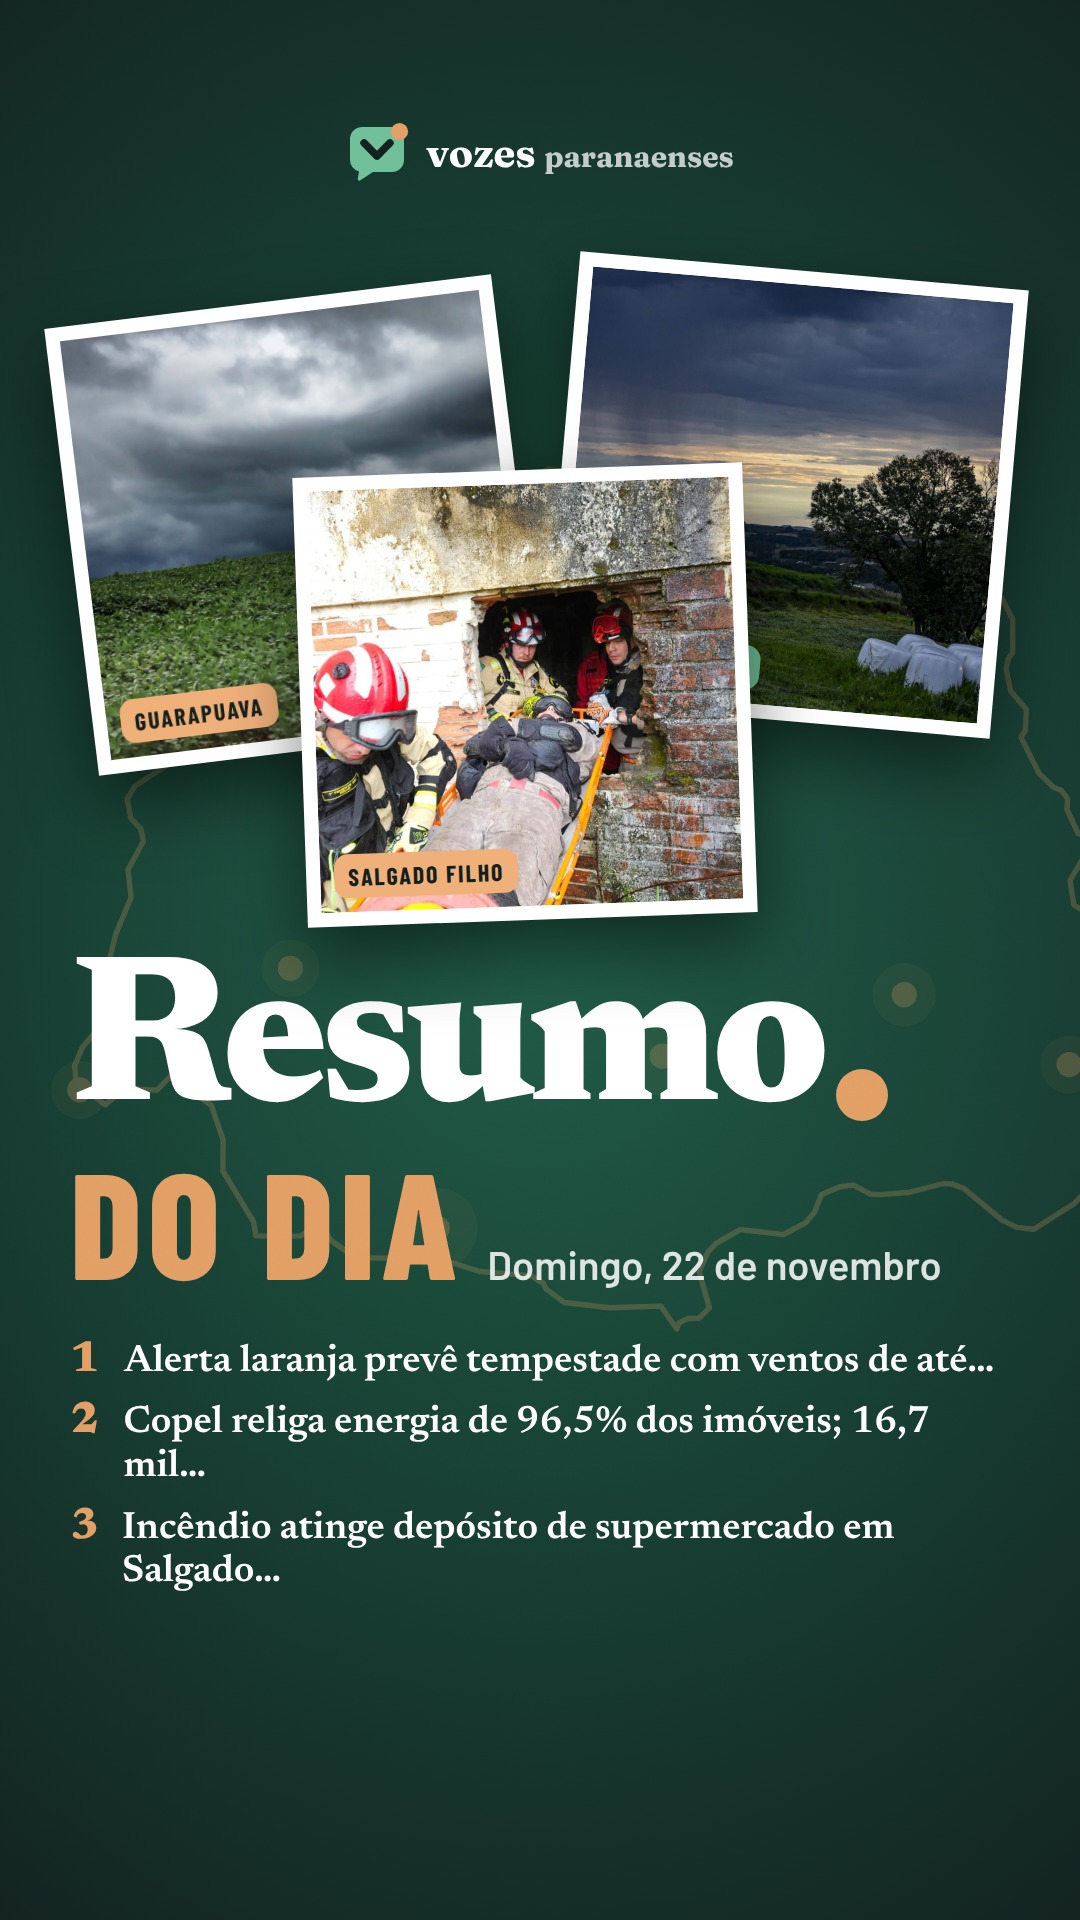 vozes paranaenses
GUARAPUAVA
SALGADO FILHO
Resumo.
DO DIA Domingo, 22 de novembro
1 Alerta laranja prevê tempestade com ventos de até...
2 Copel religa energia de 96,5% dos imóveis; 16,7
mil...
3 Incêndio atinge depósito de supermercado em
Salgado...